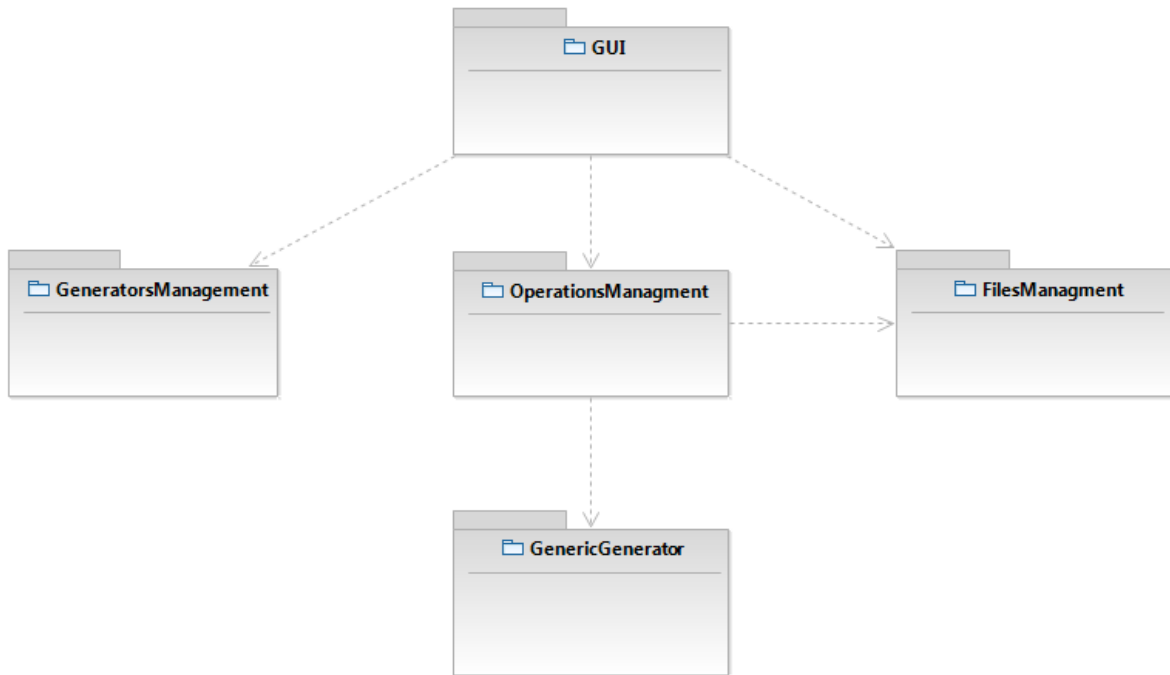 GUI
GeneratorsManagement
OperationsManagment
FilesManagment
GenericGenerator